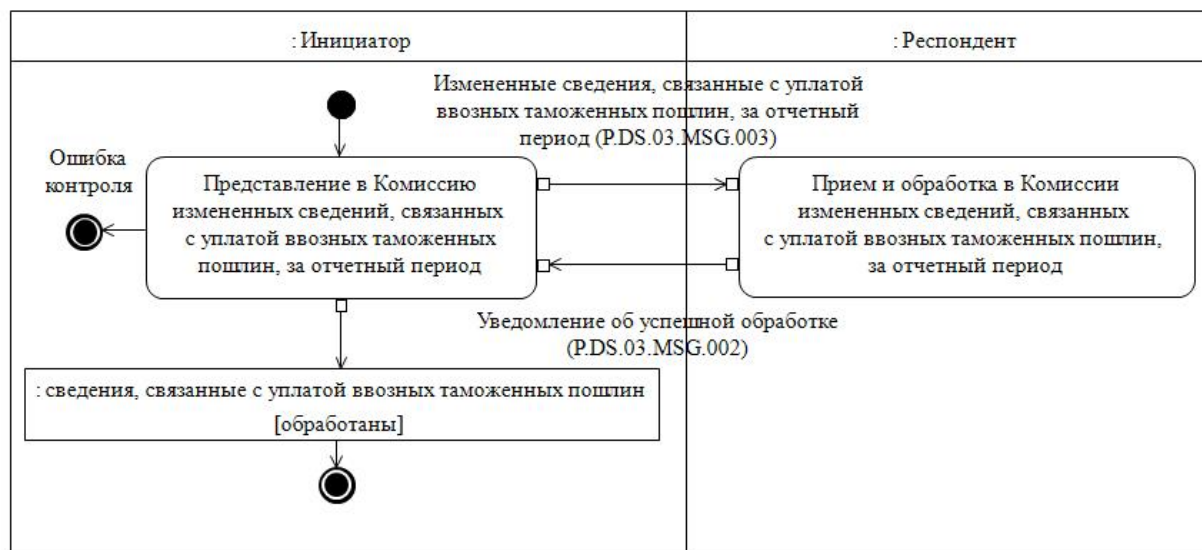 : Инициатор
: Респондент
Измененные сведения, связанные с уплатой
ввозных таможенных пошлин, за отчетный
период (P.DS.03.MSG.003)
Ошибка
контроля
Представление в Комиссию
измененных сведений, связанных
с уплатой ввозных таможенных
пошлин, за отчетный период
Прием и обработка в Комиссии
измененных сведений, связанных
с уплатой ввозных таможенных пошлин,
за отчетный период
Уведомление об успешной обработке
(P.DS.03.MSG.002)
: сведения, связанные с уплатой ввозных таможенных пошлин
[обработаны]